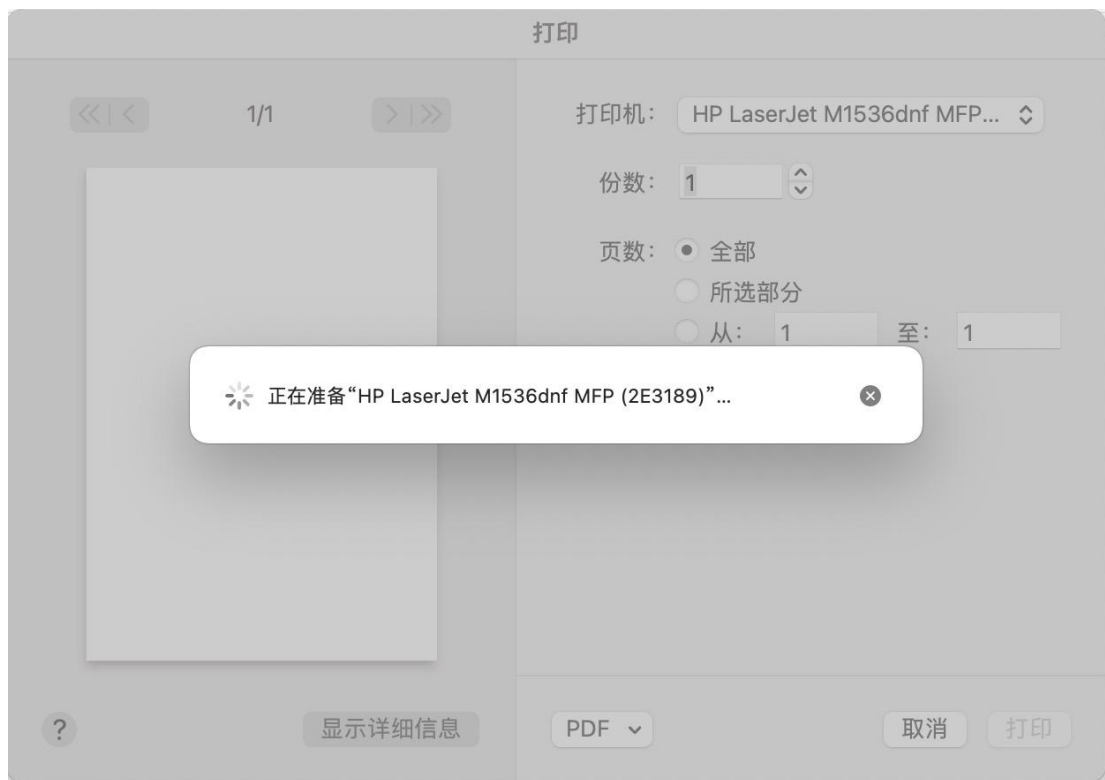 打印
1/1
打印机： HP LaserJet M1536dnf MFP...
份数： 1
页数： 全部
所选部分
从： 1 至： 1
正在准备“HP LaserJet M1536dnf MFP (2E3189)”...
? 显示详细信息 PDF 取消 打印